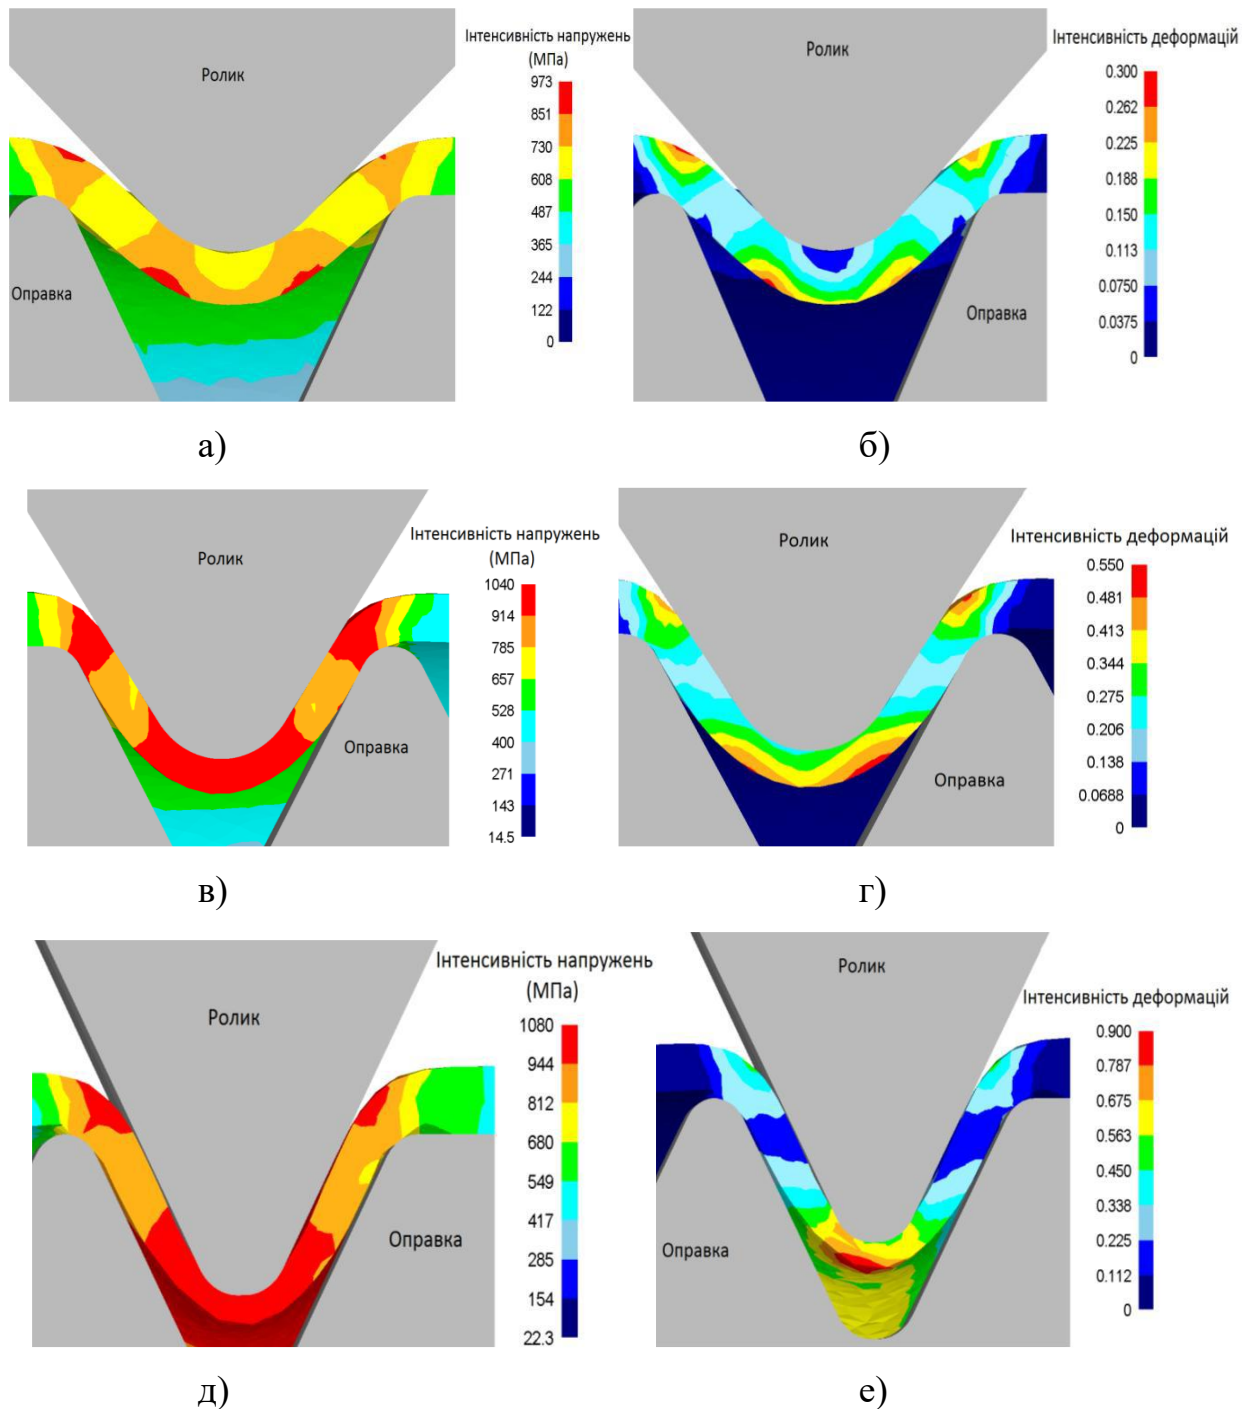 Інтенсивність напружень
(МПа)
Ролик
973
851
730
608
487
365
244
122
0
Оправка
а)
Інтенсивність деформацій
Ролик
0.300
0.262
0.225
0.188
0.150
0.113
0.0750
0.0375
0
Оправка
б)
Інтенсивність напружень
(МПа)
Ролик
1040
914
785
657
528
400
271
143
14.5
Оправка
в)
Інтенсивність деформацій
Ролик
0.550
0.481
0.413
0.344
0.275
0.206
0.138
0.0688
0
Оправка
г)
Інтенсивність напружень
(МПа)
Ролик
1080
944
812
680
549
417
285
154
22.3
Оправка
д)
Ролик
Інтенсивність деформацій
0.900
0.787
0.675
0.563
0.450
0.338
0.225
0.112
0
Оправка
е)